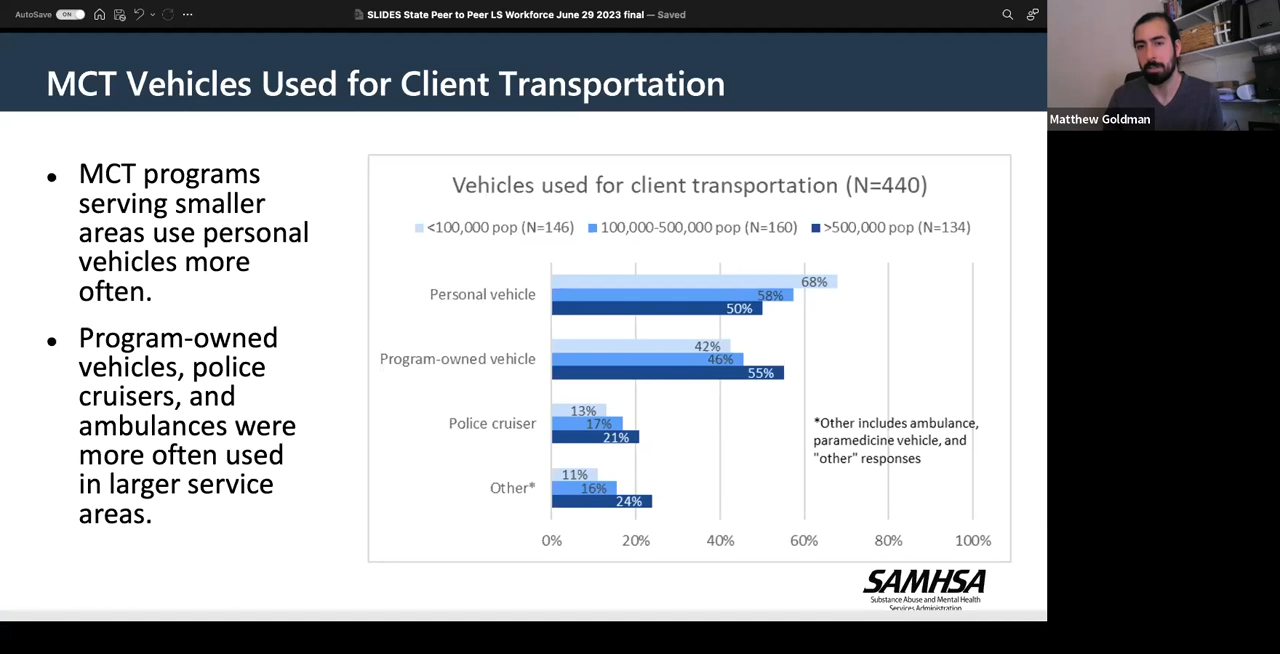 AutoSave ON
SLIDES State Peer to Peer LS Workforce June 29 2023 final — Saved
MCT Vehicles Used for Client Transportation
Matthew Goldman
• MCT programs
serving smaller
areas use personal
vehicles more
often.
• Program-owned
vehicles, police
cruisers, and
ambulances were
more often used
in larger service
areas.
Vehicles used for client transportation (N=440)
<100,000 pop (N=146) 100,000-500,000 pop (N=160) >500,000 pop (N=134)
Personal vehicle
68%
58%
50%
Program-owned vehicle
42%
46%
55%
Police cruiser
13%
17%
21%
Other*
11%
16%
24%
*Other includes ambulance,
paramedicine vehicle, and
"other" responses
0% 20% 40% 60% 80% 100%
SAMHSA
Substance Abuse and Mental Health
Services Administration